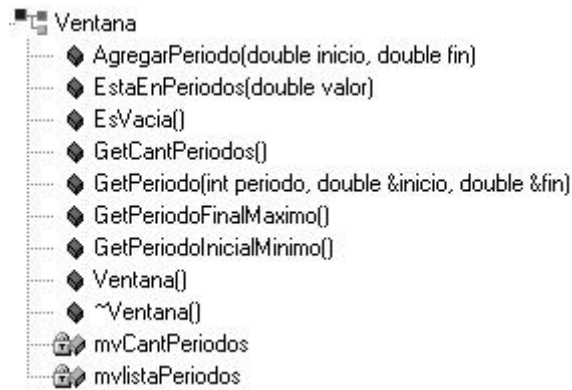 Ventana
AgregarPeriodo(double inicio, double fin)
EstaEnPeriodos(double valor)
EsVacia()
GetCantPeriodos()
GetPeriodo(int periodo, double &inicio, double &fin)
GetPeriodoFinalMaximo()
GetPeriodoInicialMinimo()
Ventana()
~Ventana()
mvCantPeriodos
mvlistaPeriodos